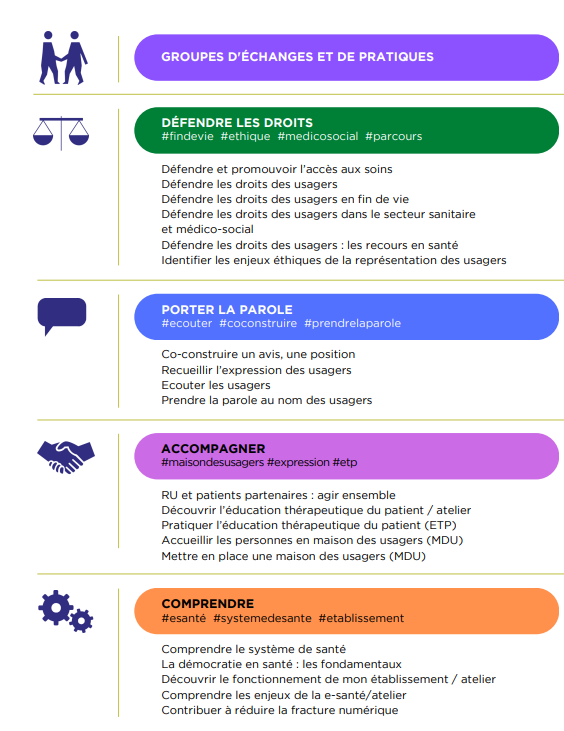 GROUPES D'ÉCHANGES ET DE PRATIQUES
DÉFENDRE LES DROITS
#findevie #ethique #medicosocial #parcours
Défendre et promouvoir l'accès aux soins
Défendre les droits des usagers
Défendre les droits des usagers en fin de vie
Défendre les droits des usagers dans le secteur sanitaire
et médico-social
Défendre les droits des usagers : les recours en santé
Identifier les enjeux éthiques de la représentation des usagers
PORTER LA PAROLE
#ecouter #coconstruire #prendrelaparole
Co-construire un avis, une position
Recueillir l'expression des usagers
Ecouter les usagers
Prendre la parole au nom des usagers
ACCOMPAGNER
#maisondesusagers #expression #etp
RU et patients partenaires : agir ensemble
Découvrir l'éducation thérapeutique du patient / atelier
Pratiquer l'éducation thérapeutique du patient (ETP)
Accueillir les personnes en maison des usagers (MDU)
Mettre en place une maison des usagers (MDU)
COMPRENDRE
#esanté #systemedesante #etablissement
Comprendre le système de santé
La démocratie en santé : les fondamentaux
Découvrir le fonctionnement de mon établissement / atelier
Comprendre les enjeux de la e-santé/atelier
Contribuer à réduire la fracture numérique